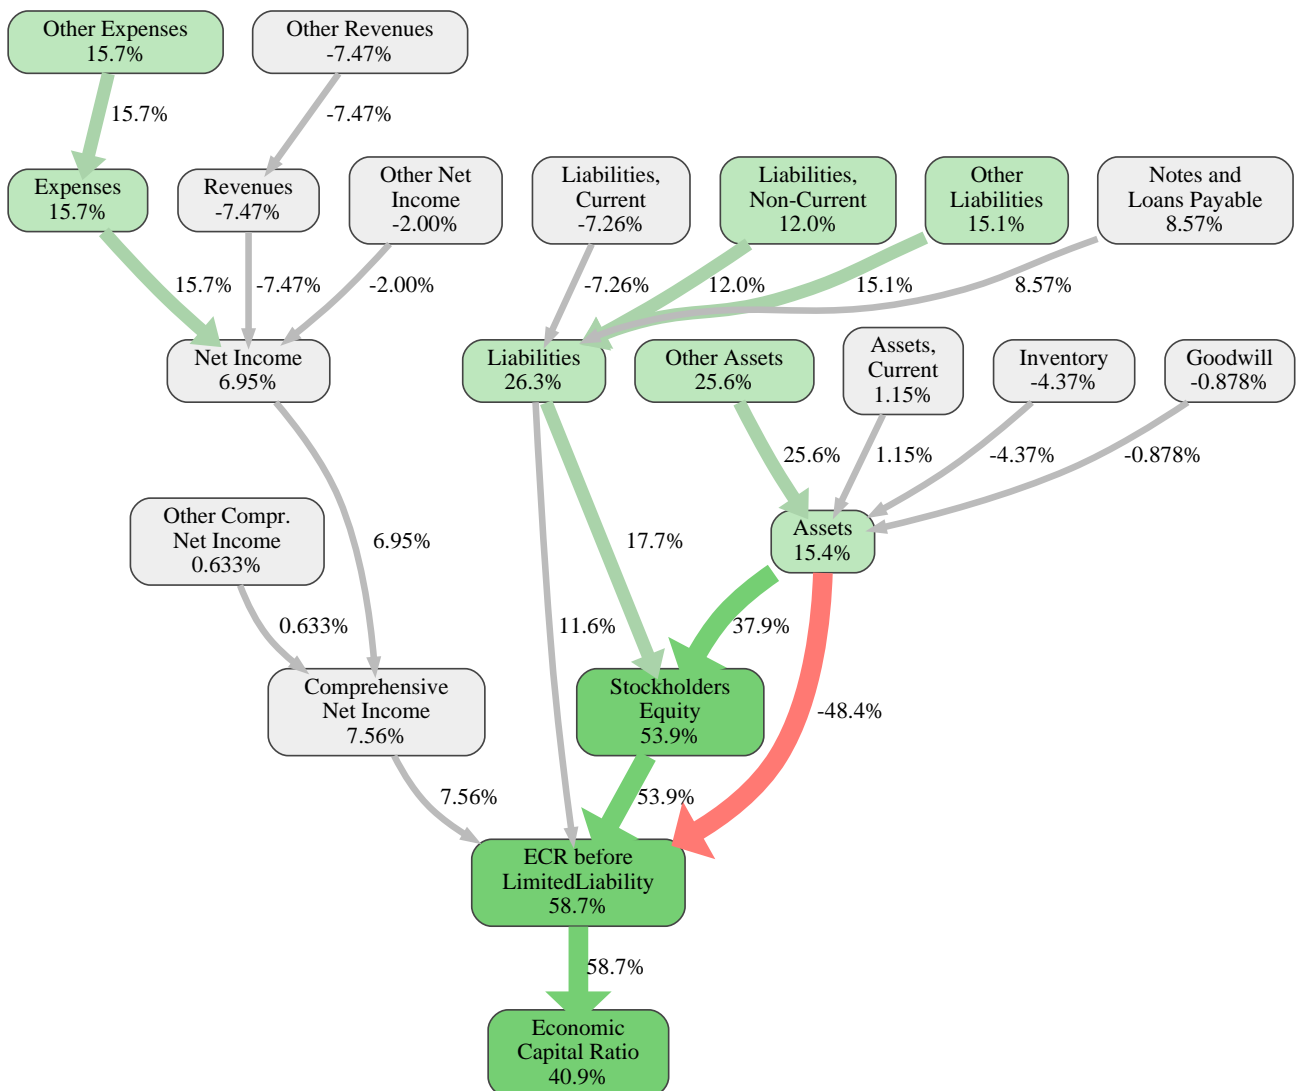 Other Expenses
15.7%
Other Revenues
-7.47%
15.7%
-7.47%
Expenses
15.7%
Revenues
-7.47%
Other Net
Income
-2.00%
Liabilities,
Current
-7.26%
Liabilities,
Non-Current
12.0%
Other
Liabilities
15.1%
Notes and
Loans Payable
8.57%
15.7%
-7.47%
-2.00%
-7.26%
12.0%
15.1%
8.57%
Net Income
6.95%
Liabilities
26.3%
Other Assets
25.6%
Assets,
Current
1.15%
Inventory
-4.37%
Goodwill
-0.878%
25.6%
1.15%
-4.37%
-0.878%
Other Compr.
Net Income
0.633%
6.95%
17.7%
Assets
15.4%
0.633%
11.6%
37.9%
Comprehensive
Net Income
7.56%
Stockholders
Equity
53.9%
-48.4%
7.56%
53.9%
ECR before
LimitedLiability
58.7%
58.7%
Economic
Capital Ratio
40.9%